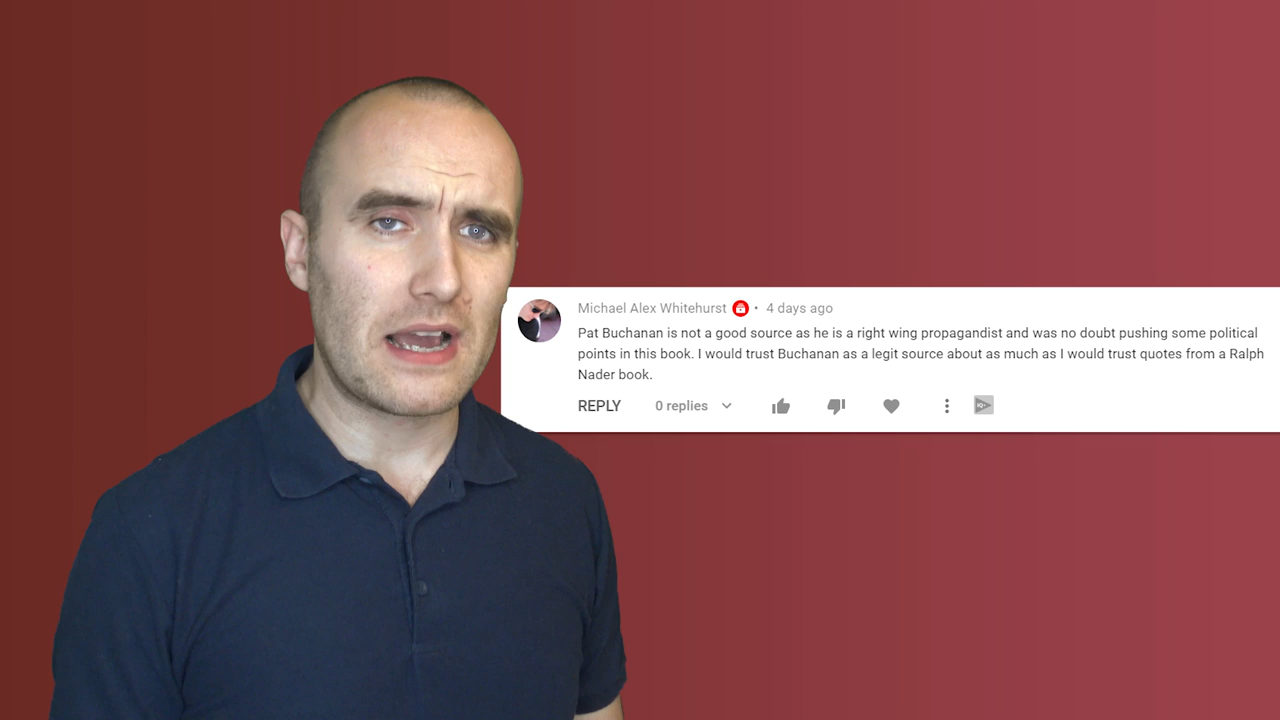 Michael Alex Whitehurst • 4 days ago
Pat Buchanan is not a good source as he is a right wing propagandist and was no doubt pushing some political
points in this book. I would trust Buchanan as a legit source about as much as I would trust quotes from a Ralph
Nader book.
REPLY 0 replies